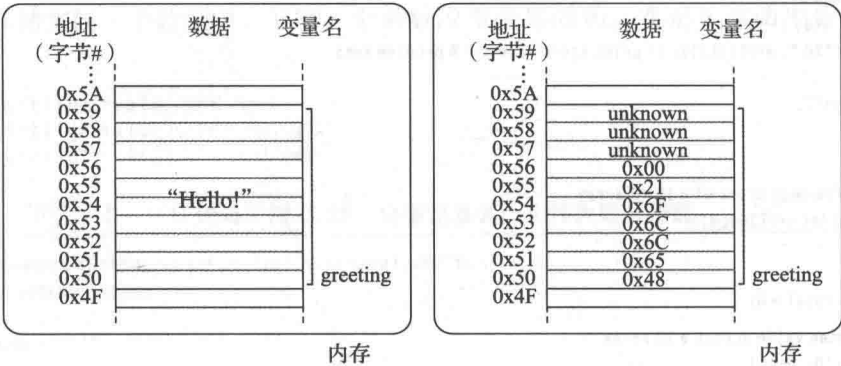 地址
(字节#)
数据
变量名
⋮
0x5A
0x59
0x58
0x57
0x56
0x55
0x54
0x53
0x52
0x51
0x50
0x4F
“Hello!”
greeting
内存
地址
(字节#)
数据
变量名
⋮
0x5A
0x59 unknown
0x58 unknown
0x57 unknown
0x56 0x00
0x55 0x21
0x54 0x6F
0x53 0x6C
0x52 0x6C
0x51 0x65
0x50 0x48
0x4F
greeting
内存